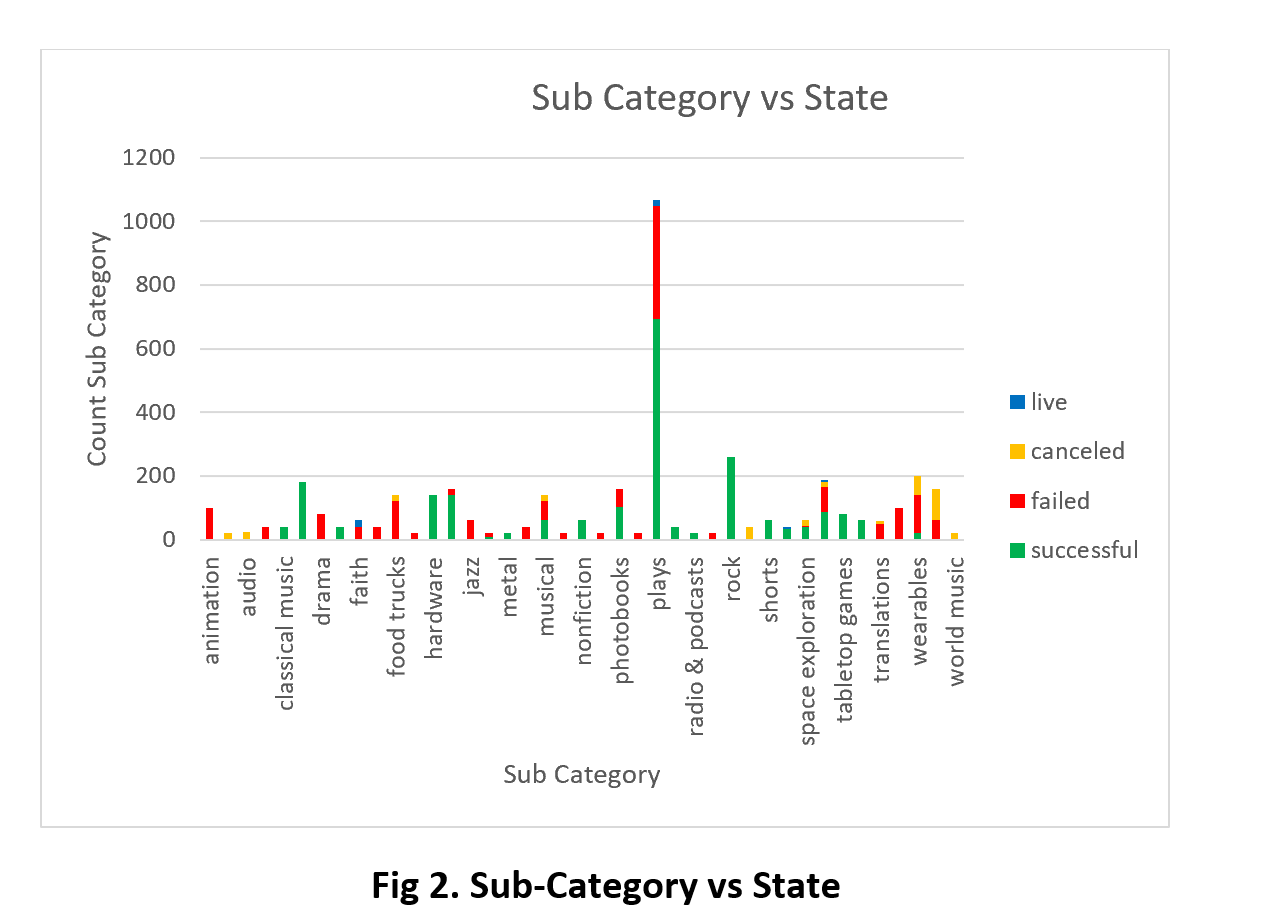 Sub Category vs State
1200
1000
800
600
400
200
0
Count Sub Category
live
canceled
failed
successful
animation
audio
classical music
drama
faith
food trucks
hardware
jazz
metal
musical
nonfiction
photobooks
plays
radio & podcasts
rock
shorts
space exploration
tabletop games
translations
wearables
world music
Sub Category
Fig 2. Sub-Category vs State